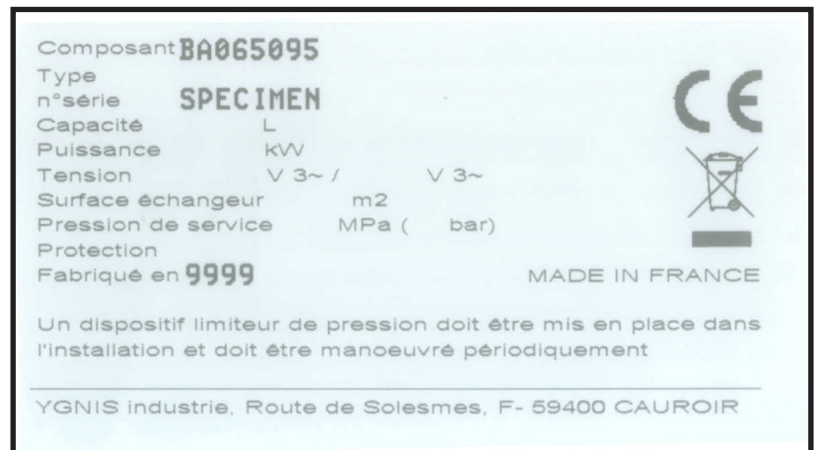 Composant BA065095
Type
n°série SPECIMEN
Capacité L
Puissance kW
Tension V 3~ / V 3~
Surface échangeur m2
Pression de service MPa ( bar)
Protection
Fabriqué en 9999 MADE IN FRANCE
CE
Un dispositif limiteur de pression doit être mis en place dans
l'installation et doit être manoeuvré périodiquement
YGNIS industrie, Route de Solesmes, F- 59400 CAUROIR